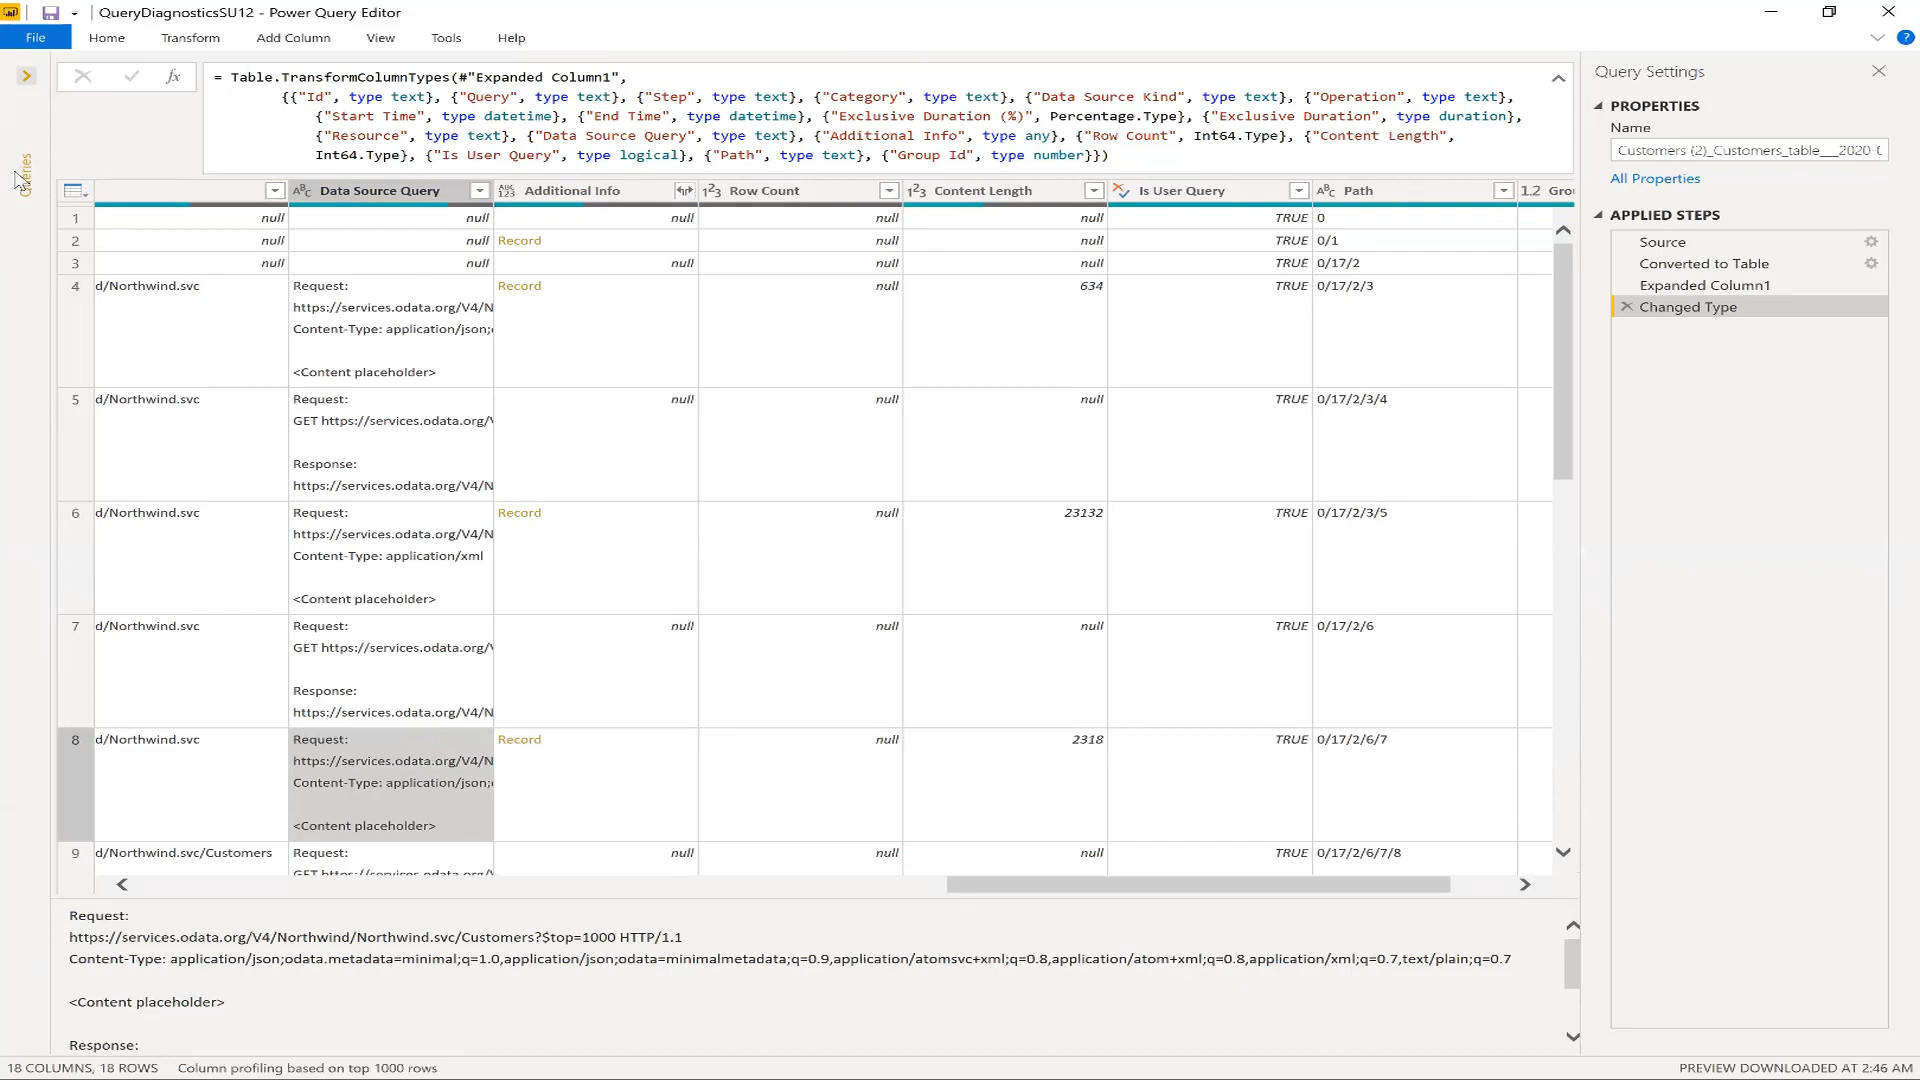 QueryDiagnosticsSU12 - Power Query Editor
File Home Transform Add Column View Tools Help
fx
= Table.TransformColumnTypes(#"Expanded Column1",
{{"Id", type text}, {"Query", type text}, {"Step", type text}, {"Category", type text}, {"Data Source Kind", type text}, {"Operation", type text},
{"Start Time", type datetime}, {"End Time", type datetime}, {"Exclusive Duration (%)", Percentage.Type}, {"Exclusive Duration", type duration},
{"Resource", type text}, {"Data Source Query", type text}, {"Additional Info", type any}, {"Row Count", Int64.Type}, {"Content Length",
Int64.Type}, {"Is User Query", type logical}, {"Path", type text}, {"Group Id", type number}})
Queries
ABC Data Source Query ABC 123 Additional Info 1²3 Row Count 1²3 Content Length Is User Query ABC Path 1.2 Gro
1 null null null null null TRUE 0
2 null null Record null null TRUE 0/1
3 null null null null null TRUE 0/17/2
4 d/Northwind.svc Request: Record null 634 TRUE 0/17/2/3
https://services.odata.org/V4/N
Content-Type: application/json;
<Content placeholder>
5 d/Northwind.svc Request: null null null TRUE 0/17/2/3/4
GET https://services.odata.org/
Response:
https://services.odata.org/V4/N
6 d/Northwind.svc Request: Record null 23132 TRUE 0/17/2/3/5
https://services.odata.org/V4/N
Content-Type: application/xml
<Content placeholder>
7 d/Northwind.svc Request: null null null TRUE 0/17/2/6
GET https://services.odata.org/
Response:
https://services.odata.org/V4/N
8 d/Northwind.svc Request: Record null 2318 TRUE 0/17/2/6/7
https://services.odata.org/V4/N
Content-Type: application/json;
<Content placeholder>
9 d/Northwind.svc/Customers Request: null null null TRUE 0/17/2/6/7/8
GET https://services.odata.org/
Request:
https://services.odata.org/V4/Northwind/Northwind.svc/Customers?$top=1000 HTTP/1.1
Content-Type: application/json;odata.metadata=minimal;q=1.0,application/json;odata=minimalmetadata;q=0.9,application/atomsvc+xml;q=0.8,application/atom+xml;q=0.8,application/xml;q=0.7,text/plain;q=0.7
<Content placeholder>
Response:
Query Settings
PROPERTIES
Name
Customers (2)_Customers_table___2020-
All Properties
APPLIED STEPS
Source
Converted to Table
Expanded Column1
Changed Type
18 COLUMNS, 18 ROWS Column profiling based on top 1000 rows
PREVIEW DOWNLOADED AT 2:46 AM